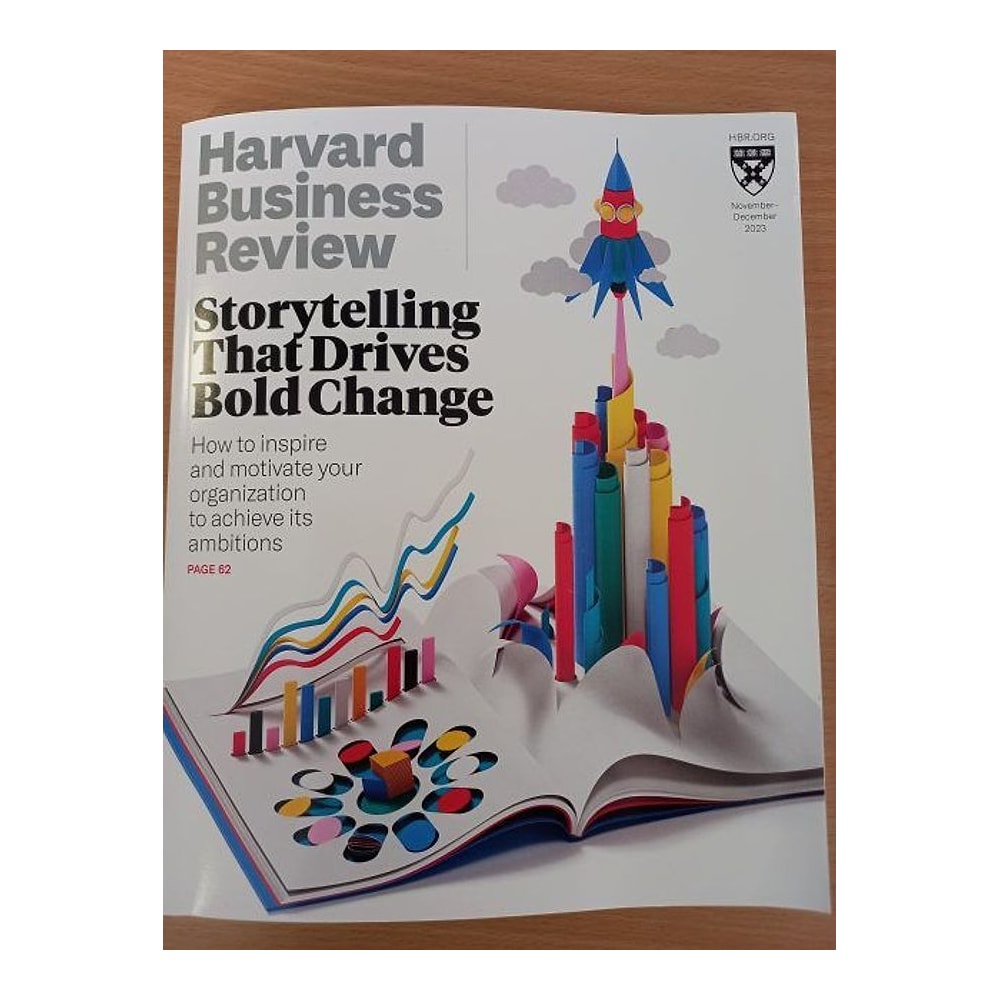 Harvard
Business
Review
HBR.ORG
November–
December
2023
Storytelling
That Drives
Bold Change
How to inspire
and motivate your
organization
to achieve its
ambitions
PAGE 62